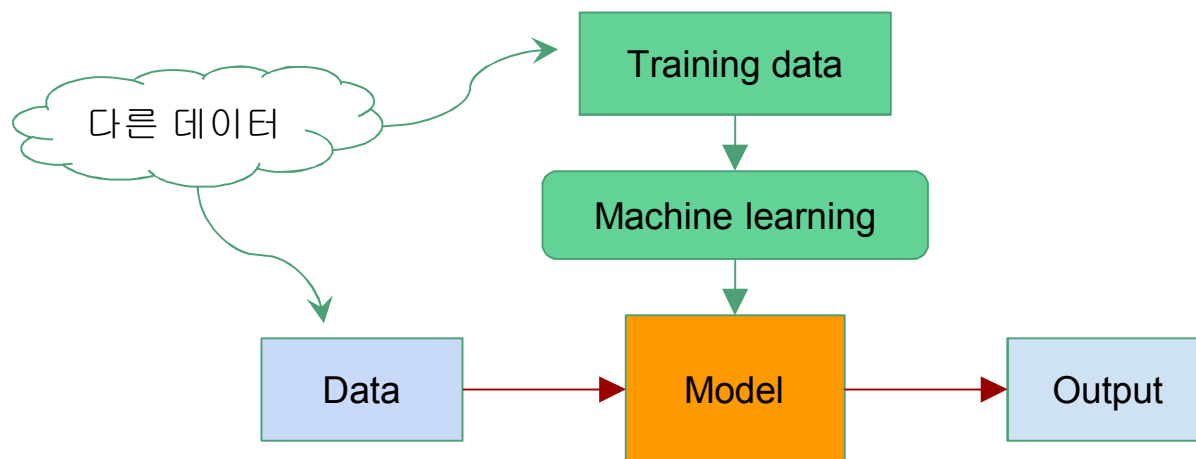 Training data
다른 데이터
Machine learning
Data
Model
Output